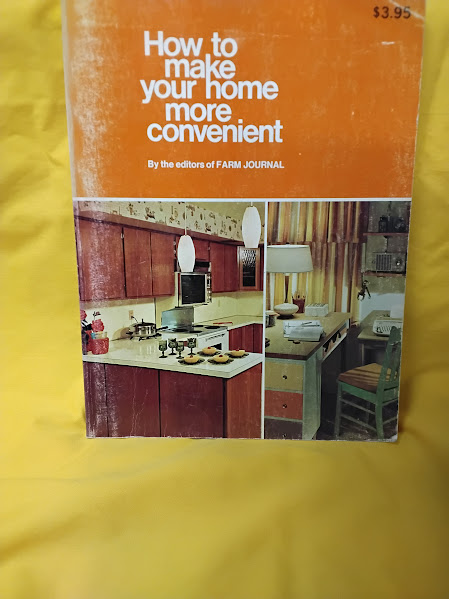 $3.95
How to
make
your home
more
convenient
By the editors of FARM JOURNAL